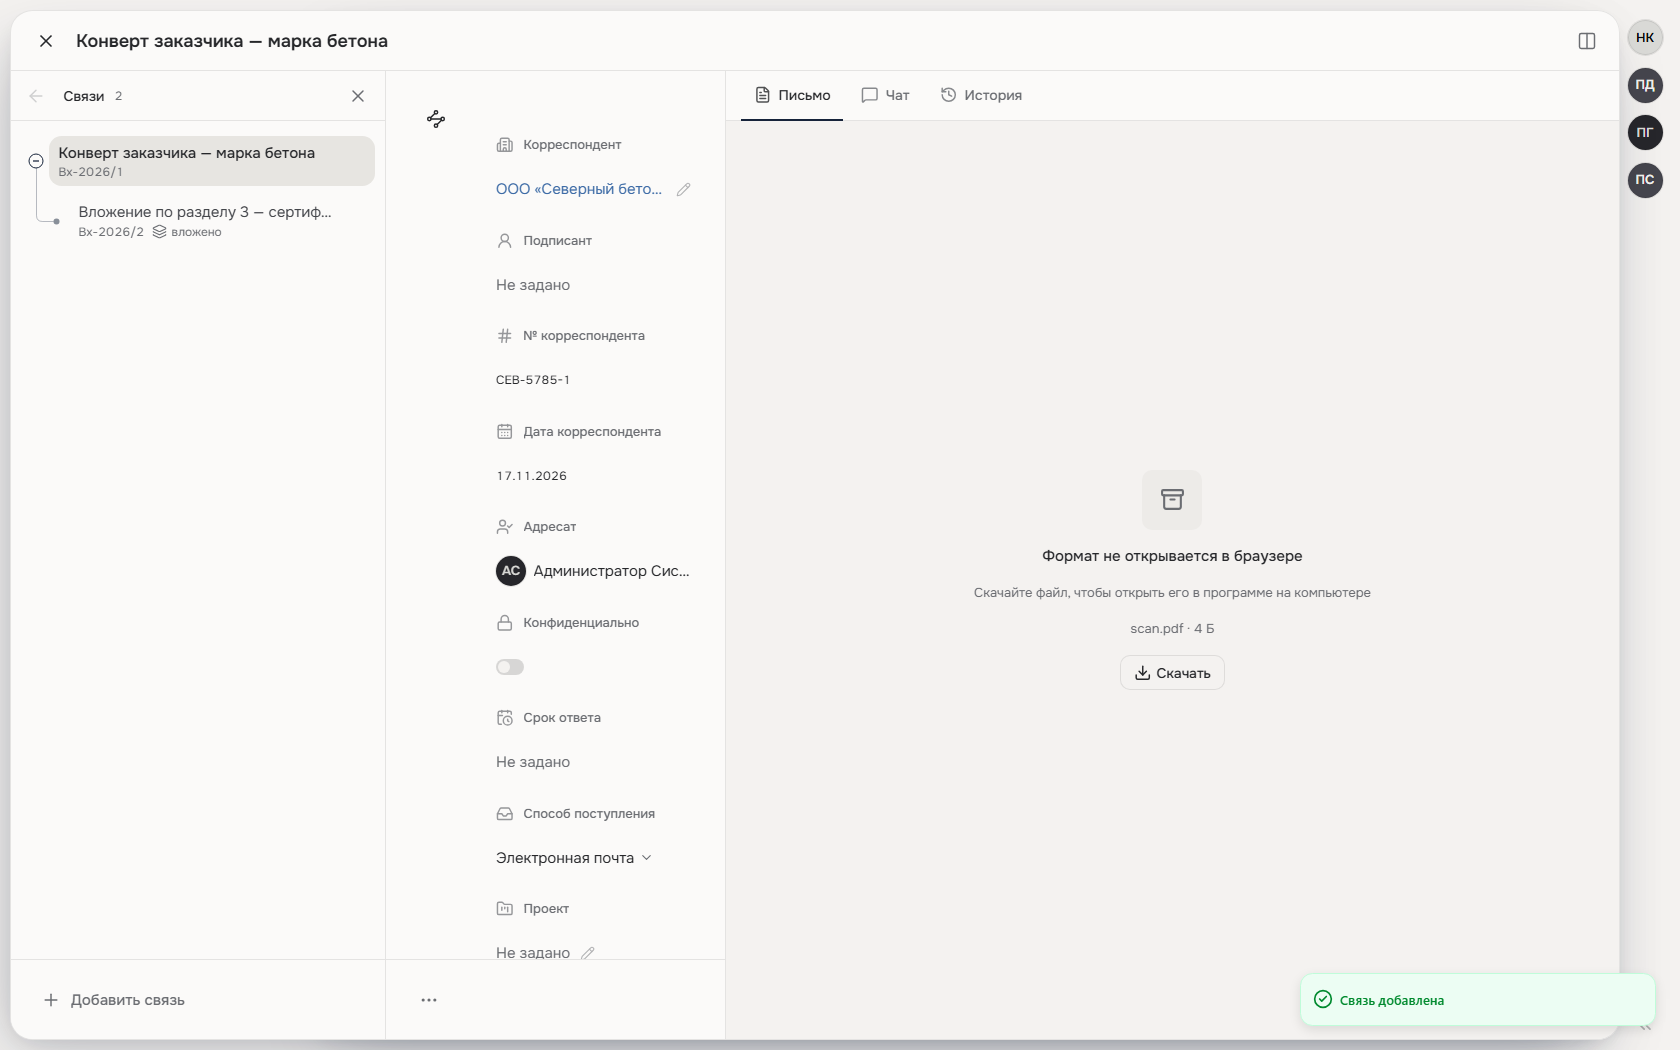 Конверт заказчика — марка бетона
НК
ПД
ПГ
ПС
Связи 2
Конверт заказчика — марка бетона
Вх-2026/1
Вложение по разделу 3 — сертиф...
Вх-2026/2 вложено
Добавить связь
Корреспондент
ООО «Северный бето...
Подписант
Не задано
№ корреспондента
СЕВ-5785-1
Дата корреспондента
17.11.2026
Адресат
АС Администратор Сис...
Конфиденциально
Срок ответа
Не задано
Способ поступления
Электронная почта
Проект
Не задано
Письмо Чат История
Формат не открывается в браузере
Скачайте файл, чтобы открыть его в программе на компьютере
scan.pdf · 4 Б
Скачать
Связь добавлена